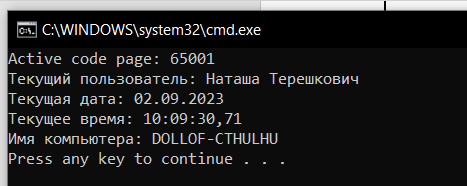 C:\WINDOWS\system32\cmd.exe
Active code page: 65001
Текущий пользователь: Наташа Терешкович
Текущая дата: 02.09.2023
Текущее время: 10:09:30,71
Имя компьютера: DOLLOF-CTHULHU
Press any key to continue . . .